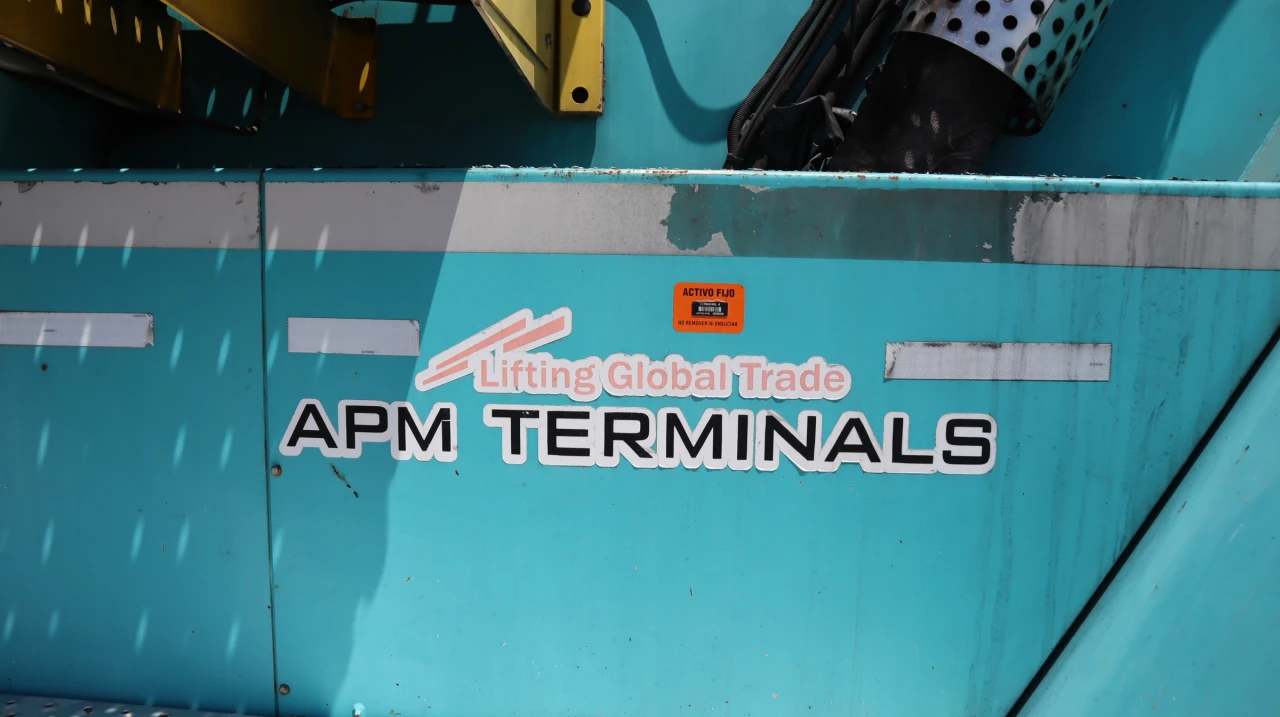 ACTIVO FIJO
NO REMOVER NI ENSUCIAR
Lifting Global Trade
APM TERMINALS